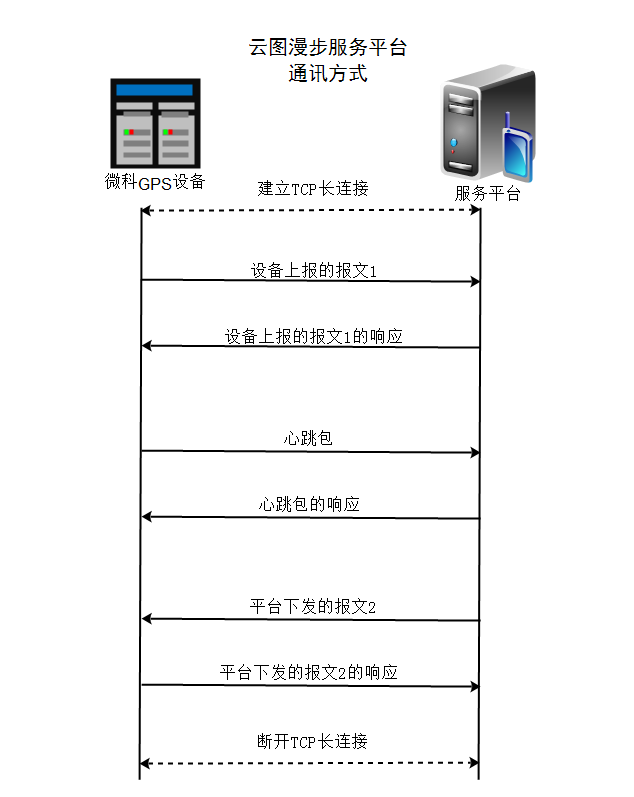 云图漫步服务平台
通讯方式
微科GPS设备
服务平台
建立TCP长连接
设备上报的报文1
设备上报的报文1的响应
心跳包
心跳包的响应
平台下发的报文2
平台下发的报文2的响应
断开TCP长连接